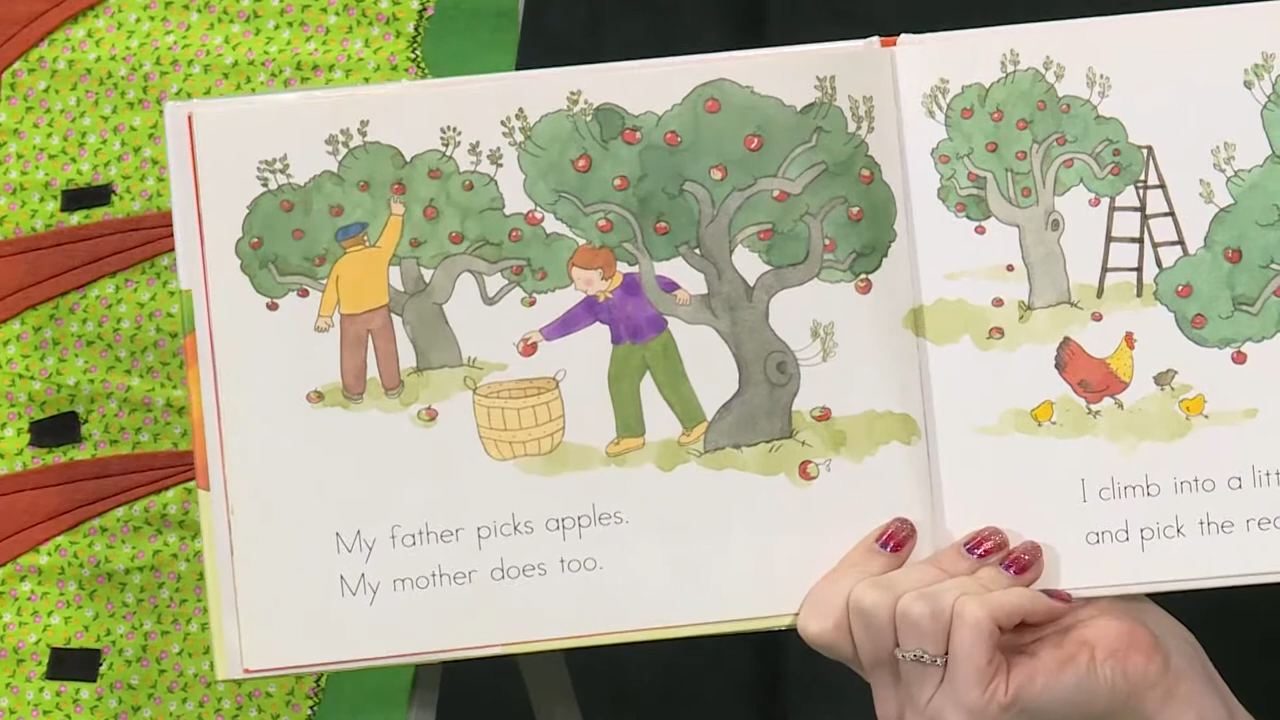 My father picks apples.
My mother does too.
I climb into a
and pick the